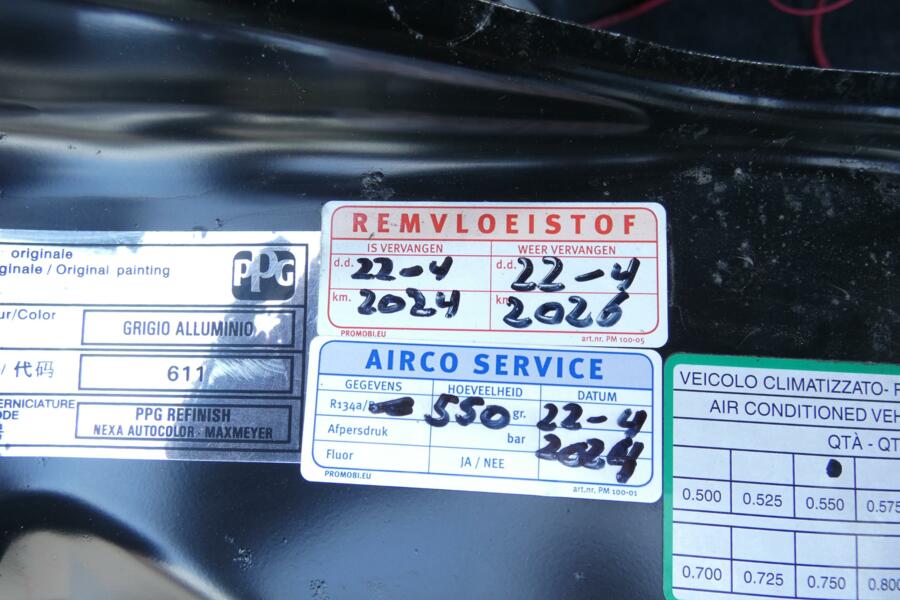 originale
ginale / Original painting
PPG
ur/Color
GRIGIO ALLUMINIO
/ 代码
611
ERNICIATURE
ODE
PPG REFINISH
NEXA AUTOCOLOR - MAXMEYER
REMVLOEISTOF
IS VERVANGEN WEER VERVANGEN
d.d. 22-4 d.d. 22-4
km. 2024 km 2026
PROMOBI.EU art.nr. PM 100-05
AIRCO SERVICE
GEGEVENS HOEVEELHEID DATUM
R134a/ 550 gr. 22-4
Afpersdruk bar 2024
Fluor JA / NEE
PROMOBI.EU art.nr. PM 100-01
VEICOLO CLIMATIZZATO- F
AIR CONDITIONED VEH
QTÀ - QT
0.500 0.525 0.550 0.575
0.700 0.725 0.750 0.800